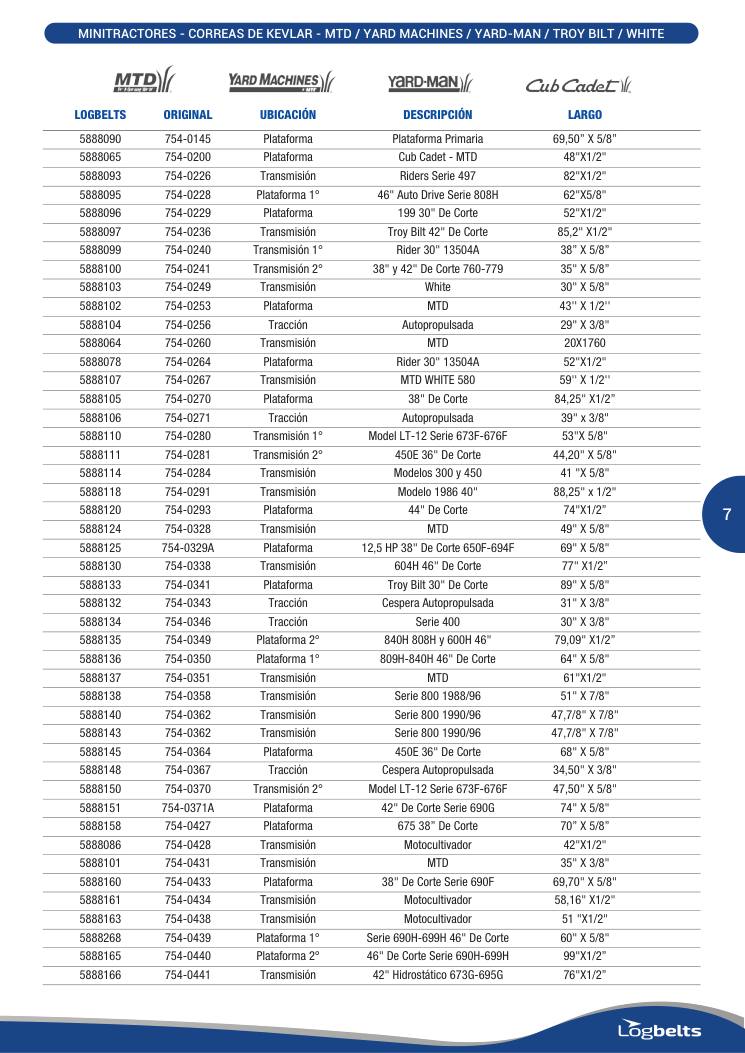 MINITRACTORES - CORREAS DE KEVLAR - MTD / YARD MACHINES / YARD-MAN / TROY BILT / WHITE
MTD YARD MACHINES BY MTD YARD-MAN Cub Cadet
LOGBELTS ORIGINAL UBICACIÓN DESCRIPCIÓN LARGO
5888090 754-0145 Plataforma Plataforma Primaria 69,50” X 5/8”
5888065 754-0200 Plataforma Cub Cadet - MTD 48"X1/2"
5888093 754-0226 Transmisión Riders Serie 497 82"X1/2"
5888095 754-0228 Plataforma 1° 46" Auto Drive Serie 808H 62"X5/8"
5888096 754-0229 Plataforma 199 30" De Corte 52"X1/2"
5888097 754-0236 Transmisión Troy Bilt 42" De Corte 85,2" X1/2"
5888099 754-0240 Transmisión 1° Rider 30" 13504A 38” X 5/8”
5888100 754-0241 Transmisión 2° 38" y 42" De Corte 760-779 35" X 5/8"
5888103 754-0249 Transmisión White 30" X 5/8"
5888102 754-0253 Plataforma MTD 43'' X 1/2''
5888104 754-0256 Tracción Autopropulsada 29" X 3/8"
5888064 754-0260 Transmisión MTD 20X1760
5888078 754-0264 Plataforma Rider 30" 13504A 52"X1/2"
5888107 754-0267 Transmisión MTD WHITE 580 59'' X 1/2''
5888105 754-0270 Plataforma 38" De Corte 84,25" X1/2”
5888106 754-0271 Tracción Autopropulsada 39" x 3/8"
5888110 754-0280 Transmisión 1° Model LT-12 Serie 673F-676F 53"X 5/8"
5888111 754-0281 Transmisión 2° 450E 36" De Corte 44,20" X 5/8"
5888114 754-0284 Transmisión Modelos 300 y 450 41 "X 5/8"
5888118 754-0291 Transmisión Modelo 1986 40" 88,25" x 1/2"
5888120 754-0293 Plataforma 44" De Corte 74"X1/2”
5888124 754-0328 Transmisión MTD 49" X 5/8"
5888125 754-0329A Plataforma 12,5 HP 38" De Corte 650F-694F 69" X 5/8"
5888130 754-0338 Transmisión 604H 46" De Corte 77" X1/2”
5888133 754-0341 Plataforma Troy Bilt 30" De Corte 89" X 5/8"
5888132 754-0343 Tracción Cespera Autopropulsada 31" X 3/8"
5888134 754-0346 Tracción Serie 400 30" X 3/8"
5888135 754-0349 Plataforma 2° 840H 808H y 600H 46" 79,09" X1/2”
5888136 754-0350 Plataforma 1° 809H-840H 46" De Corte 64" X 5/8"
5888137 754-0351 Transmisión MTD 61"X1/2"
5888138 754-0358 Transmisión Serie 800 1988/96 51" X 7/8"
5888140 754-0362 Transmisión Serie 800 1990/96 47,7/8" X 7/8"
5888143 754-0362 Transmisión Serie 800 1990/96 47,7/8" X 7/8"
5888145 754-0364 Plataforma 450E 36" De Corte 68" X 5/8"
5888148 754-0367 Tracción Cespera Autopropulsada 34,50" X 3/8"
5888150 754-0370 Transmisión 2° Model LT-12 Serie 673F-676F 47,50" X 5/8"
5888151 754-0371A Plataforma 42" De Corte Serie 690G 74" X 5/8"
5888158 754-0427 Plataforma 675 38” De Corte 70” X 5/8”
5888086 754-0428 Transmisión Motocultivador 42"X1/2"
5888101 754-0431 Transmisión MTD 35" X 3/8"
5888160 754-0433 Plataforma 38" De Corte Serie 690F 69,70" X 5/8"
5888161 754-0434 Transmisión Motocultivador 58,16" X1/2"
5888163 754-0438 Transmisión Motocultivador 51 "X1/2"
5888268 754-0439 Plataforma 1° Serie 690H-699H 46" De Corte 60" X 5/8"
5888165 754-0440 Plataforma 2° 46" De Corte Serie 690H-699H 99"X1/2”
5888166 754-0441 Transmisión 42" Hidrostático 673G-695G 76"X1/2”
7
Logbelts